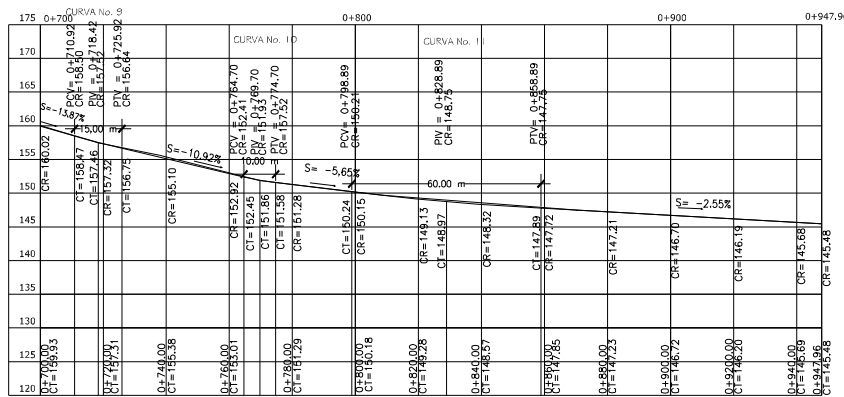 CURVA No. 9
CURVA No. 10
CURVA No. 11
0+700
0+800
0+900
0+947.9
175
170
165
160
155
150
145
140
135
130
125
120
PCV= 0+710.92
CR=158.50
PIV = 0+718.42
CR=157.52
PTV = 0+725.92
CR=156.64
PCV= 0+764.70
CR=152.41
PIV= 0+769.70
CR=151.93
PTV = 0+774.70
CR=157.52
PCV= 0+798.89
CR=150.21
PIV = 0+828.89
CR=148.75
PTV= 0+858.89
CR=147.75
S=-13.87%
15.00 m
S=-10.92%
10.00 m
S= -5.65%
60.00 m
S= -2.55%
CR=160.02
CT=158.47
CT=157.46
CR=157.32
CT=156.75
CR=155.10
CR=152.92
CT=152.45
CR=151.86
CT=151.58
CR=151.28
CT=150.24
CR=150.15
CR=149.13
CT=148.97
CR=148.32
CT=147.89
CR=147.72
CR=147.21
CR=146.70
CR=146.19
CR=145.68
CR=145.48
0+700.00
CT=159.93
0+720.00
CT=157.31
0+740.00
CT=155.38
0+760.00
CT=153.01
0+780.00
CT=151.29
0+800.00
CT=150.18
0+820.00
CT=149.28
0+840.00
CT=148.57
0+860.00
CT=147.85
0+880.00
CT=147.23
0+900.00
CT=146.72
0+9200.00
CT=146.20
0+940.00
CT=145.69
0+947.96
CT=145.48